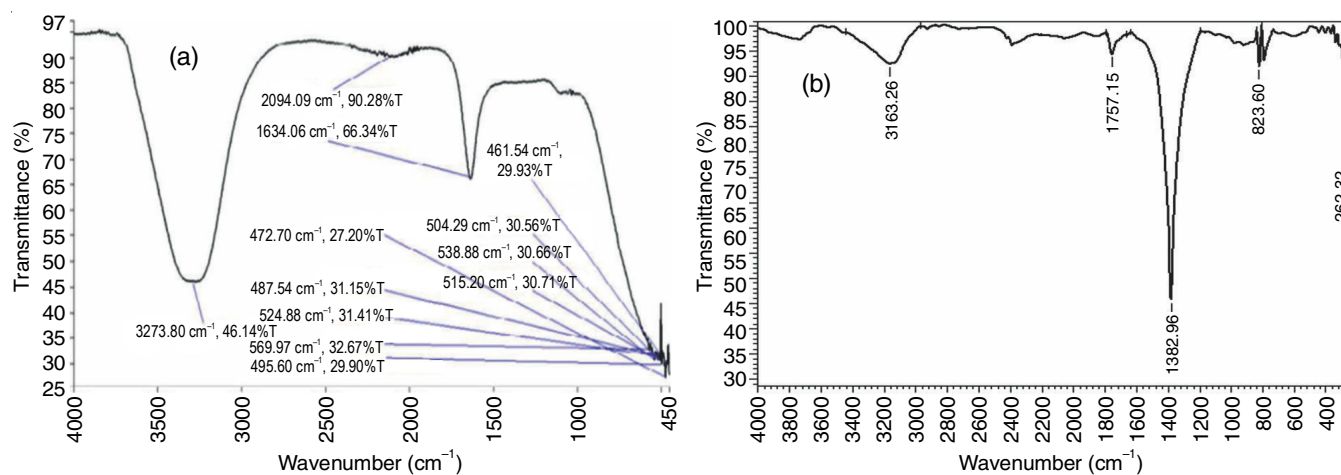 97
90
85
80
75
70
65
60
55
50
45
40
35
30
25
Transmittance (%)
(a)
2094.09 cm⁻¹, 90.28%T
1634.06 cm⁻¹, 66.34%T
461.54 cm⁻¹,
29.93%T
504.29 cm⁻¹, 30.56%T
472.70 cm⁻¹, 27.20%T
538.88 cm⁻¹, 30.66%T
515.20 cm⁻¹, 30.71%T
487.54 cm⁻¹, 31.15%T
524.88 cm⁻¹, 31.41%T
3273.80 cm⁻¹, 46.14%T
569.97 cm⁻¹, 32.67%T
495.60 cm⁻¹, 29.90%T
4000 3500 3000 2500 2000 1500 1000 450
Wavenumber (cm⁻¹)
100
95
90
85
80
75
70
65
60
55
50
45
40
35
30
Transmittance (%)
(b)
3163.26
1757.15
823.60
1382.96
4000 3800 3600 3400 3200 3000 2800 2600 2400 2200 2000 1800 1600 1400 1200 1000 800 600 400
Wavenumber (cm⁻¹)